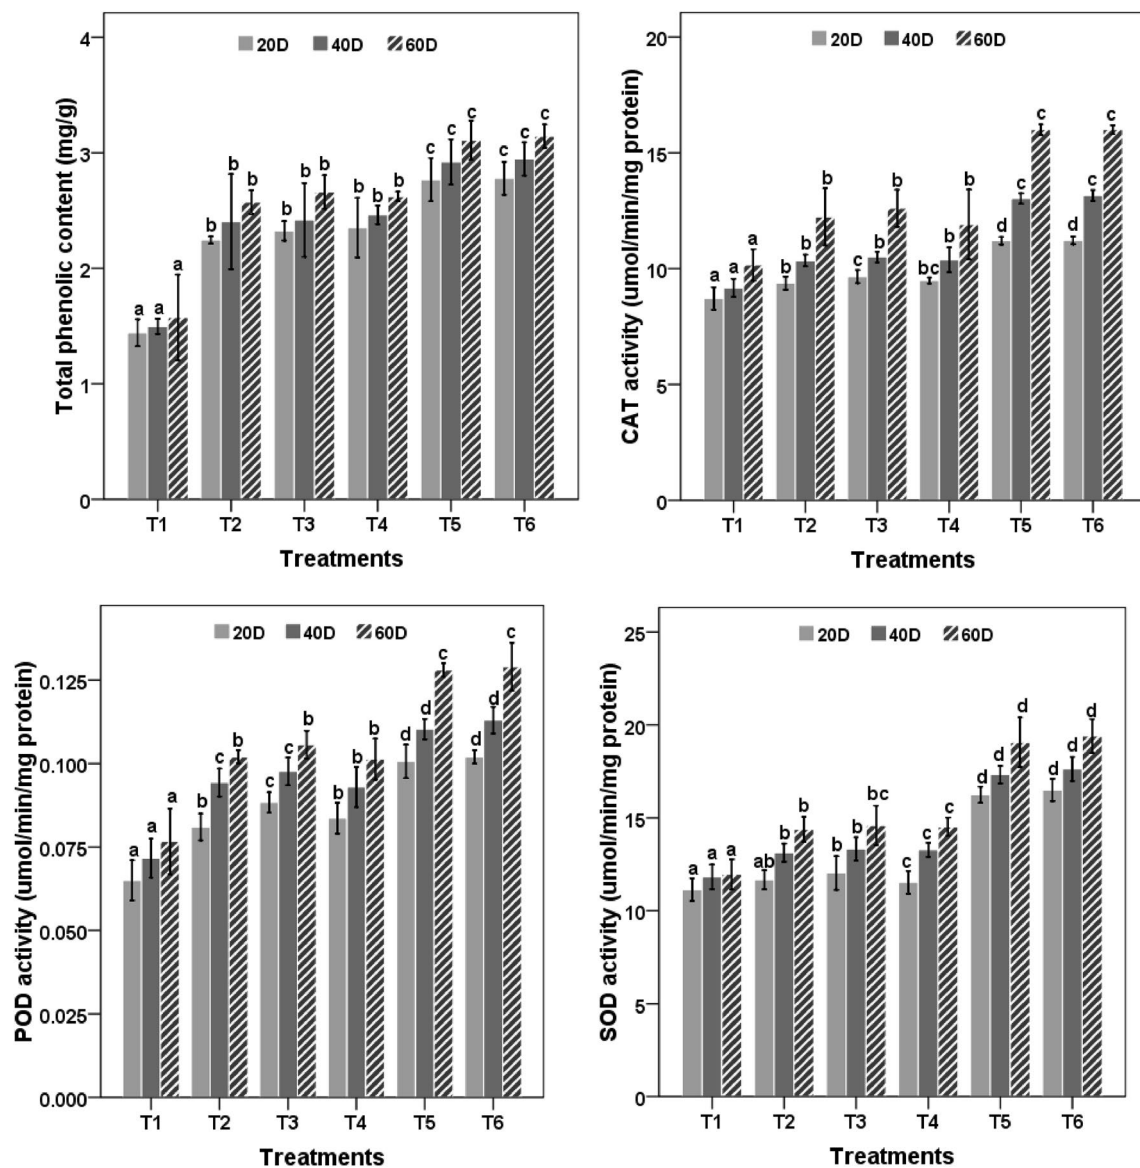 Total phenolic content (mg/g)
4
3
2
1
0
20D 40D 60D
a a a
b b b
b b b
b b b
c c c
c c c
T1 T2 T3 T4 T5 T6
Treatments
CAT activity (umol/min/mg protein)
20
15
10
5
0
20D 40D 60D
a a a
b b b
c b b
bc b b
d c c
d c c
T1 T2 T3 T4 T5 T6
Treatments
POD activity (umol/min/mg protein)
0.125
0.100
0.075
0.050
0.025
0.000
20D 40D 60D
a a a
b c b
c c b
b b b
d d c
d d c
T1 T2 T3 T4 T5 T6
Treatments
SOD activity (umol/min/mg protein)
25
20
15
10
5
0
20D 40D 60D
a a a
ab b b
b b bc
c c c
d d d
d d d
T1 T2 T3 T4 T5 T6
Treatments